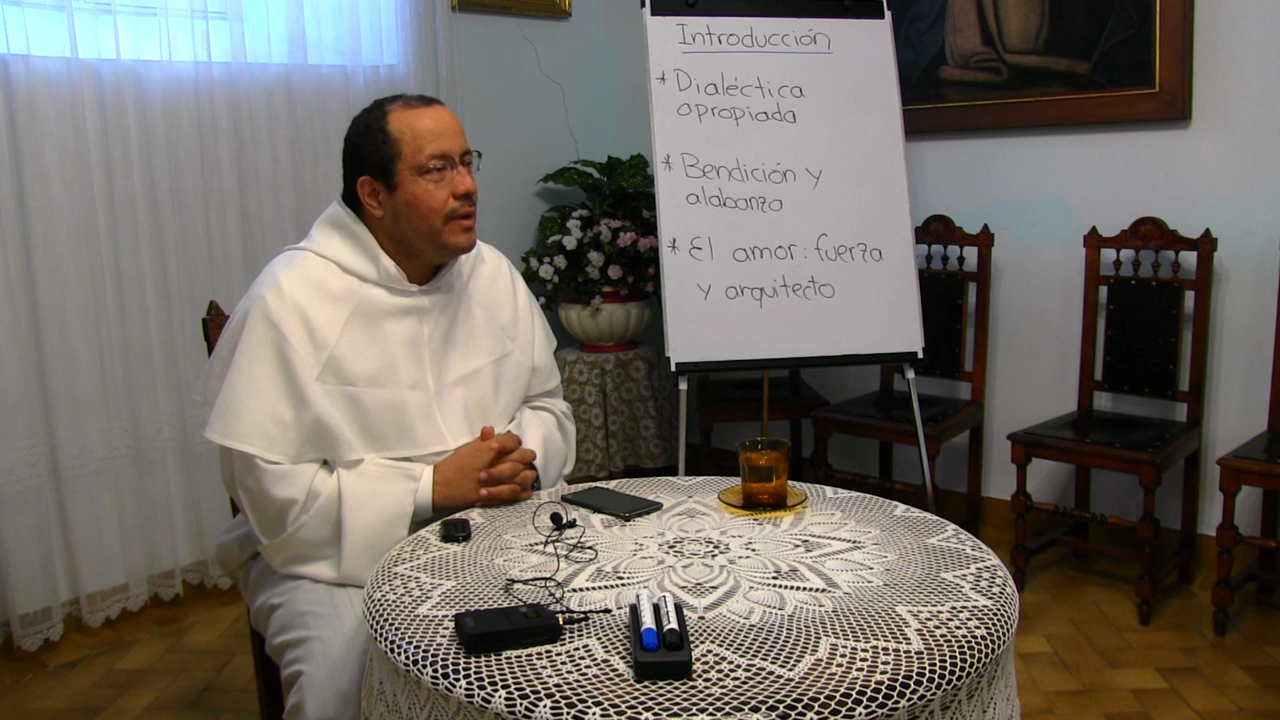 Introducción
* Dialéctica
apropiada
* Bendición y
alabanza
* El amor: fuerza
y arquitecto